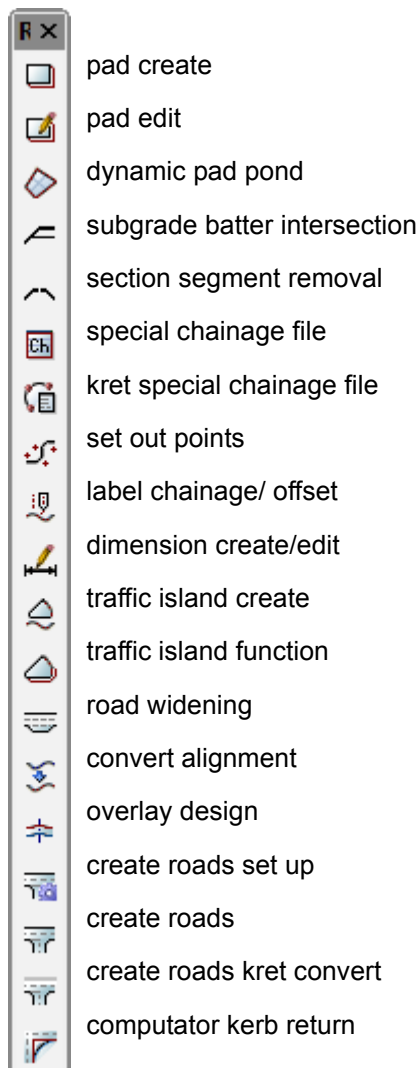 R
pad create
pad edit
dynamic pad pond
subgrade batter intersection
section segment removal
Ch
special chainage file
kret special chainage file
set out points
label chainage/ offset
dimension create/edit
traffic island create
traffic island function
road widening
convert alignment
overlay design
create roads set up
create roads
create roads kret convert
computator kerb return